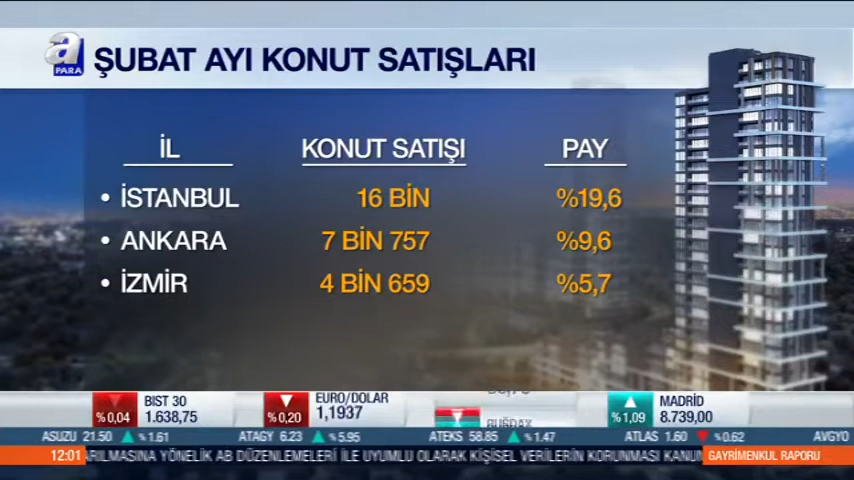 a PARA
ŞUBAT AYI KONUT SATIŞLARI
İL KONUT SATIŞI PAY
• İSTANBUL 16 BİN %19,6
• ANKARA 7 BİN 757 %9,6
• İZMİR 4 BİN 659 %5,7
%0,04 BIST 30 1.638,75
%0,20 EURO/DOLAR 1,1937
BUĞDAY
%1,09 MADRID 8.739,00
ASUZU 21.50 %1.61 ATAGY 6.23 %5.95 ATEKS 58.85 %1.47 ATLAS 1.60 %0.62 AVGYO
12:01 ARILMASINA YÖNELİK AB DÜZENLEMELERİ İLE UYUMLU OLARAK KİŞİSEL VERİLERİN KORUNMASI KANUN GAYRİMENKUL RAPORU